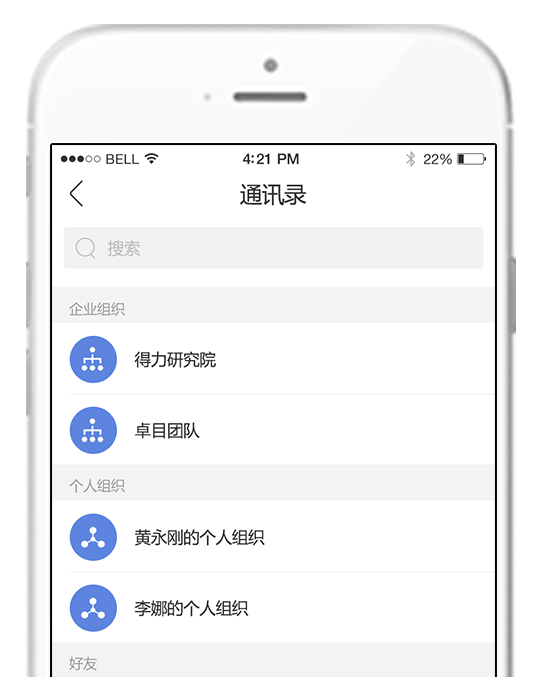 BELL 4:21 PM 22%
通讯录
搜索
企业组织
得力研究院
卓目团队
个人组织
黄永刚的个人组织
李娜的个人组织
好友